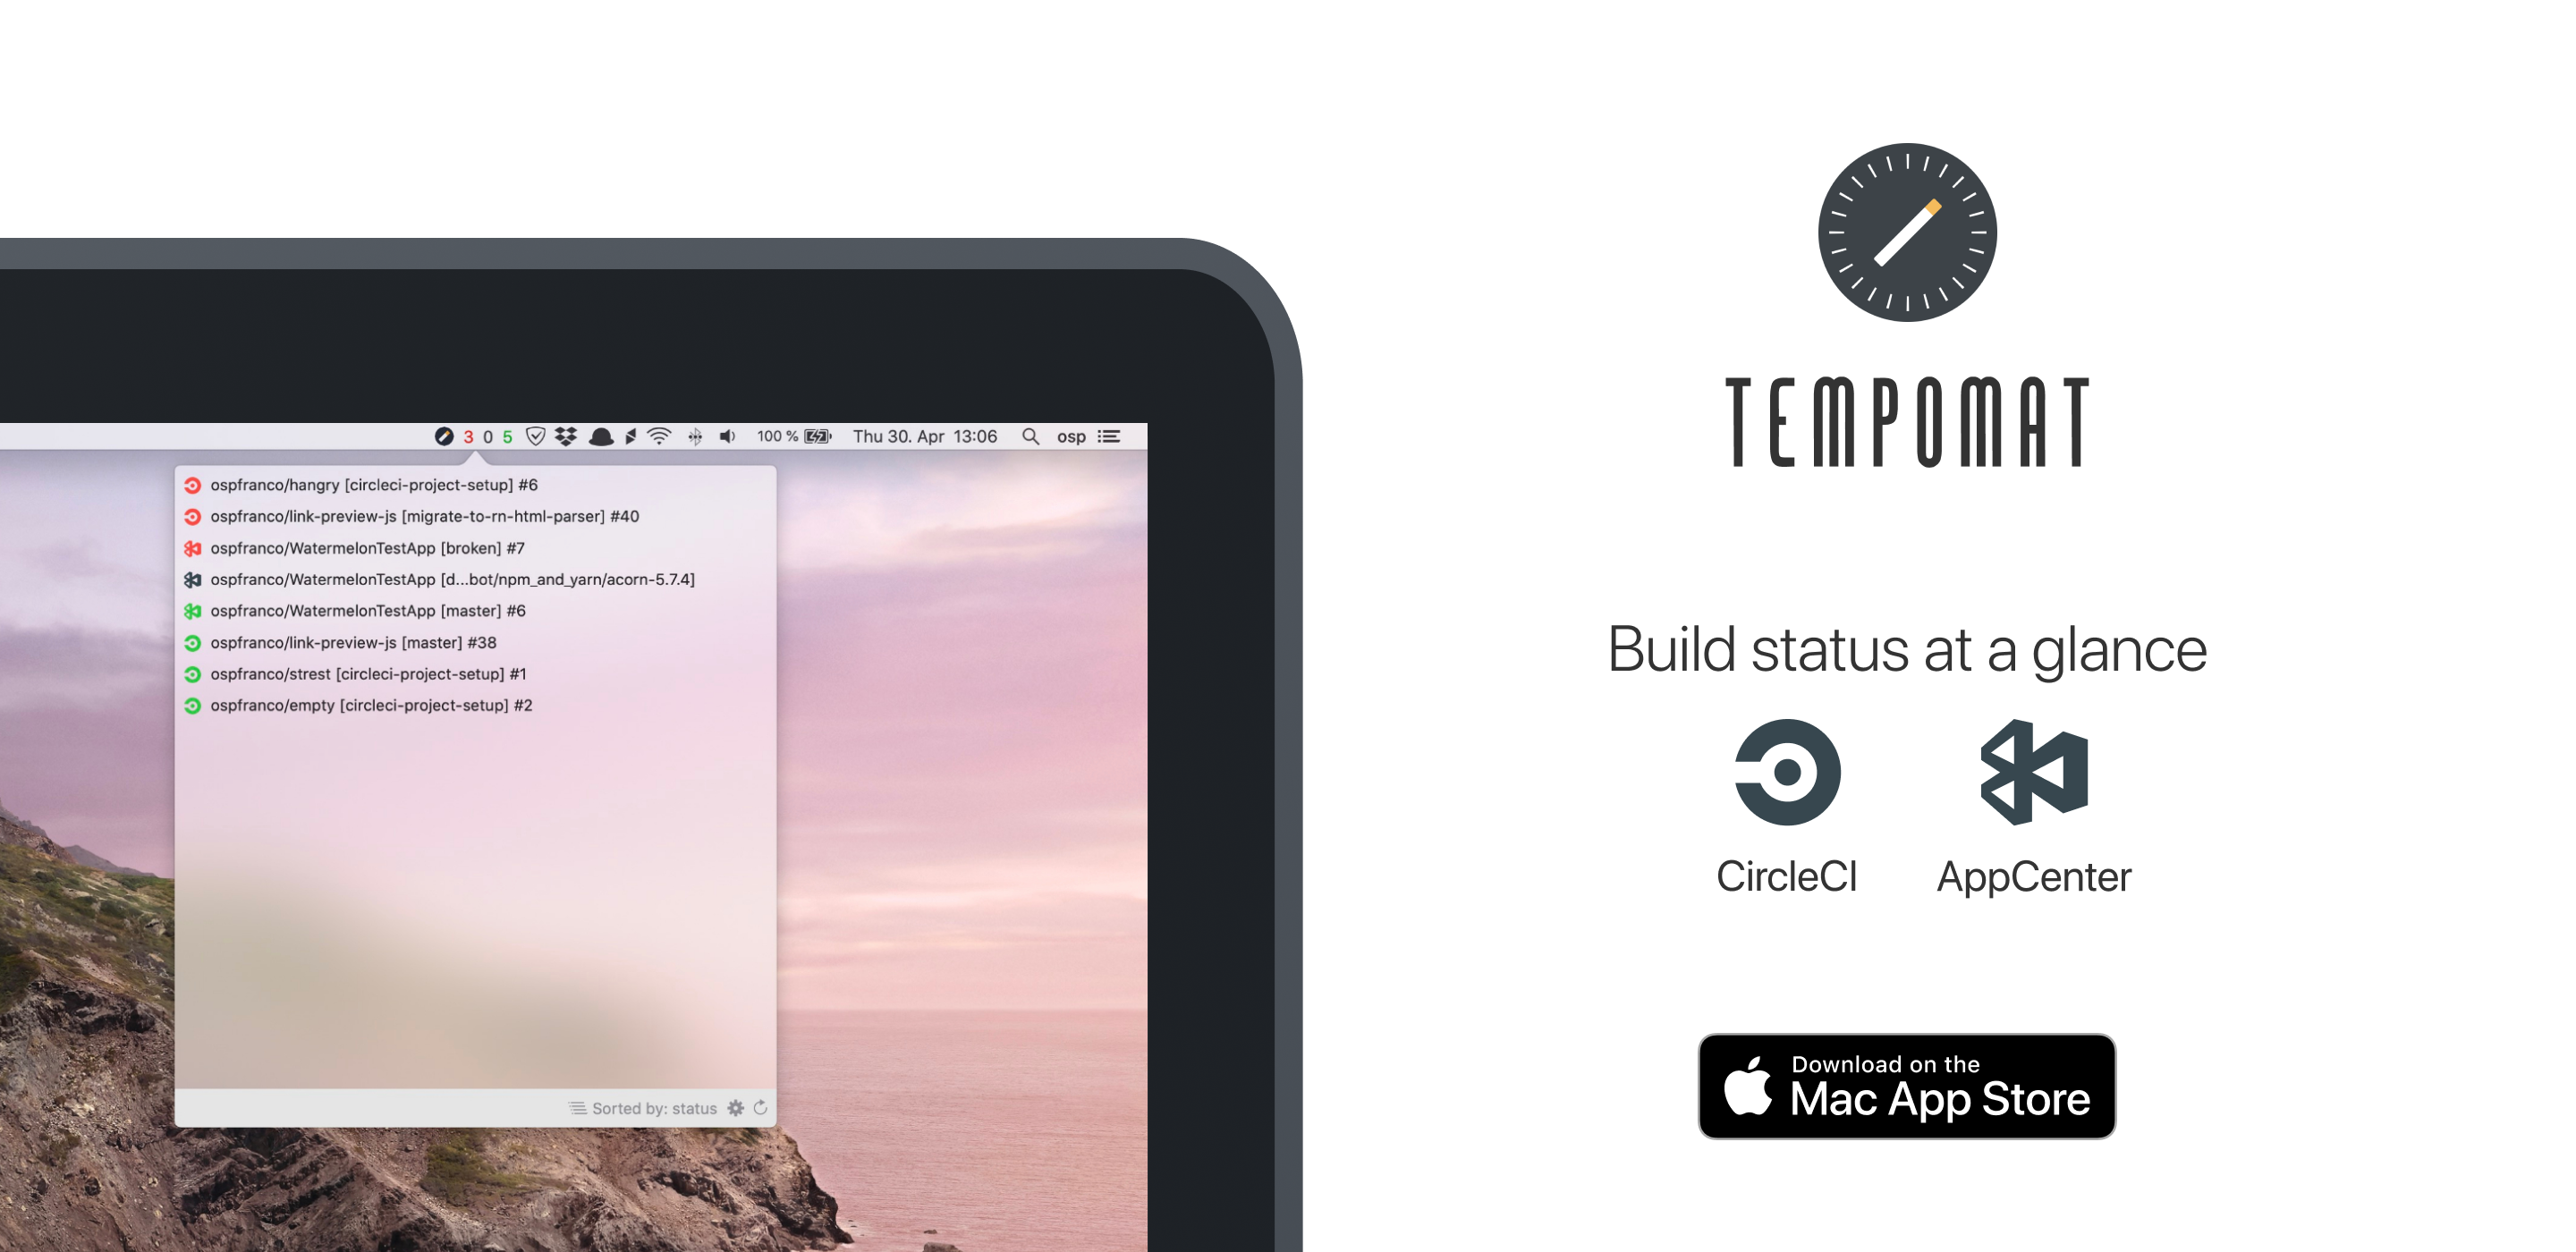 3 0 5 100 % Thu 30. Apr 13:06 osp
ospfranco/hangry [circleci-project-setup] #6
ospfranco/link-preview-js [migrate-to-rn-html-parser] #40
ospfranco/WatermelonTestApp [broken] #7
ospfranco/WatermelonTestApp [d...bot/npm_and_yarn/acorn-5.7.4]
ospfranco/WatermelonTestApp [master] #6
ospfranco/link-preview-js [master] #38
ospfranco/strest [circleci-project-setup] #1
ospfranco/empty [circleci-project-setup] #2
Sorted by: status
TEMPOMAT
Build status at a glance
CircleCI
AppCenter
Download on the
Mac App Store